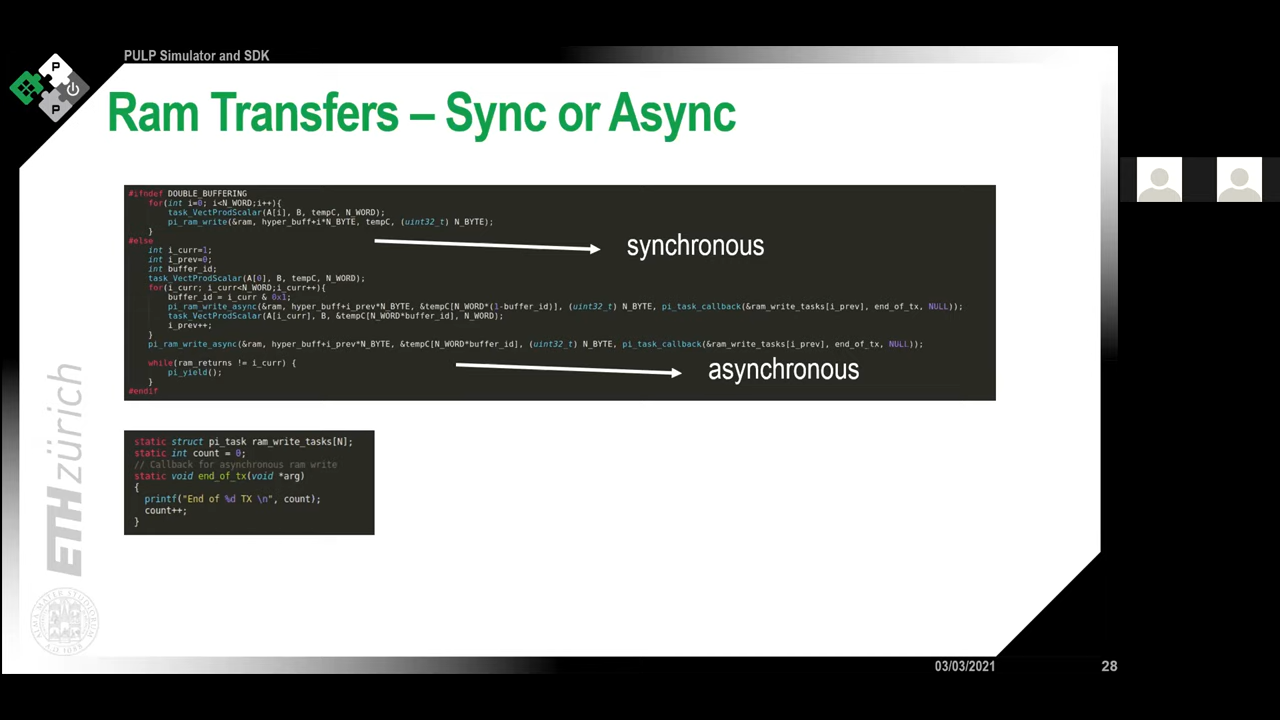 PULP Simulator and SDK
P
P
Ram Transfers – Sync or Async
#ifndef DOUBLE_BUFFERING
for(int i=0; i<N_WORD;i++){
task_VectProdScalar(A[i], B, tempC, N_WORD);
pi_ram_write(&ram, hyper_buff+i*N_BYTE, tempC, (uint32_t) N_BYTE);
}
#else
int i_curr=1;
int i_prev=0;
int buffer_id;
task_VectProdScalar(A[0], B, tempC, N_WORD);
for(i_curr; i_curr<N_WORD;i_curr++){
buffer_id = i_curr & 0x1;
pi_ram_write_async(&ram, hyper_buff+i_prev*N_BYTE, &tempC[N_WORD*(1-buffer_id)], (uint32_t) N_BYTE, pi_task_callback(&ram_write_tasks[i_prev], end_of_tx, NULL));
task_VectProdScalar(A[i_curr], B, &tempC[N_WORD*buffer_id], N_WORD);
i_prev++;
}
pi_ram_write_async(&ram, hyper_buff+i_prev*N_BYTE, &tempC[N_WORD*buffer_id], (uint32_t) N_BYTE, pi_task_callback(&ram_write_tasks[i_prev], end_of_tx, NULL));
while(ram_returns != i_curr) {
pi_yield();
}
#endif
synchronous
asynchronous
static struct pi_task ram_write_tasks[N];
static int count = 0;
// Callback for asynchronous ram write
static void end_of_tx(void *arg)
{
printf("End of %d TX \n", count);
count++;
}
ETH zürich
ALMA MATER STUDIORUM
A.D. 1088
03/03/2021
28